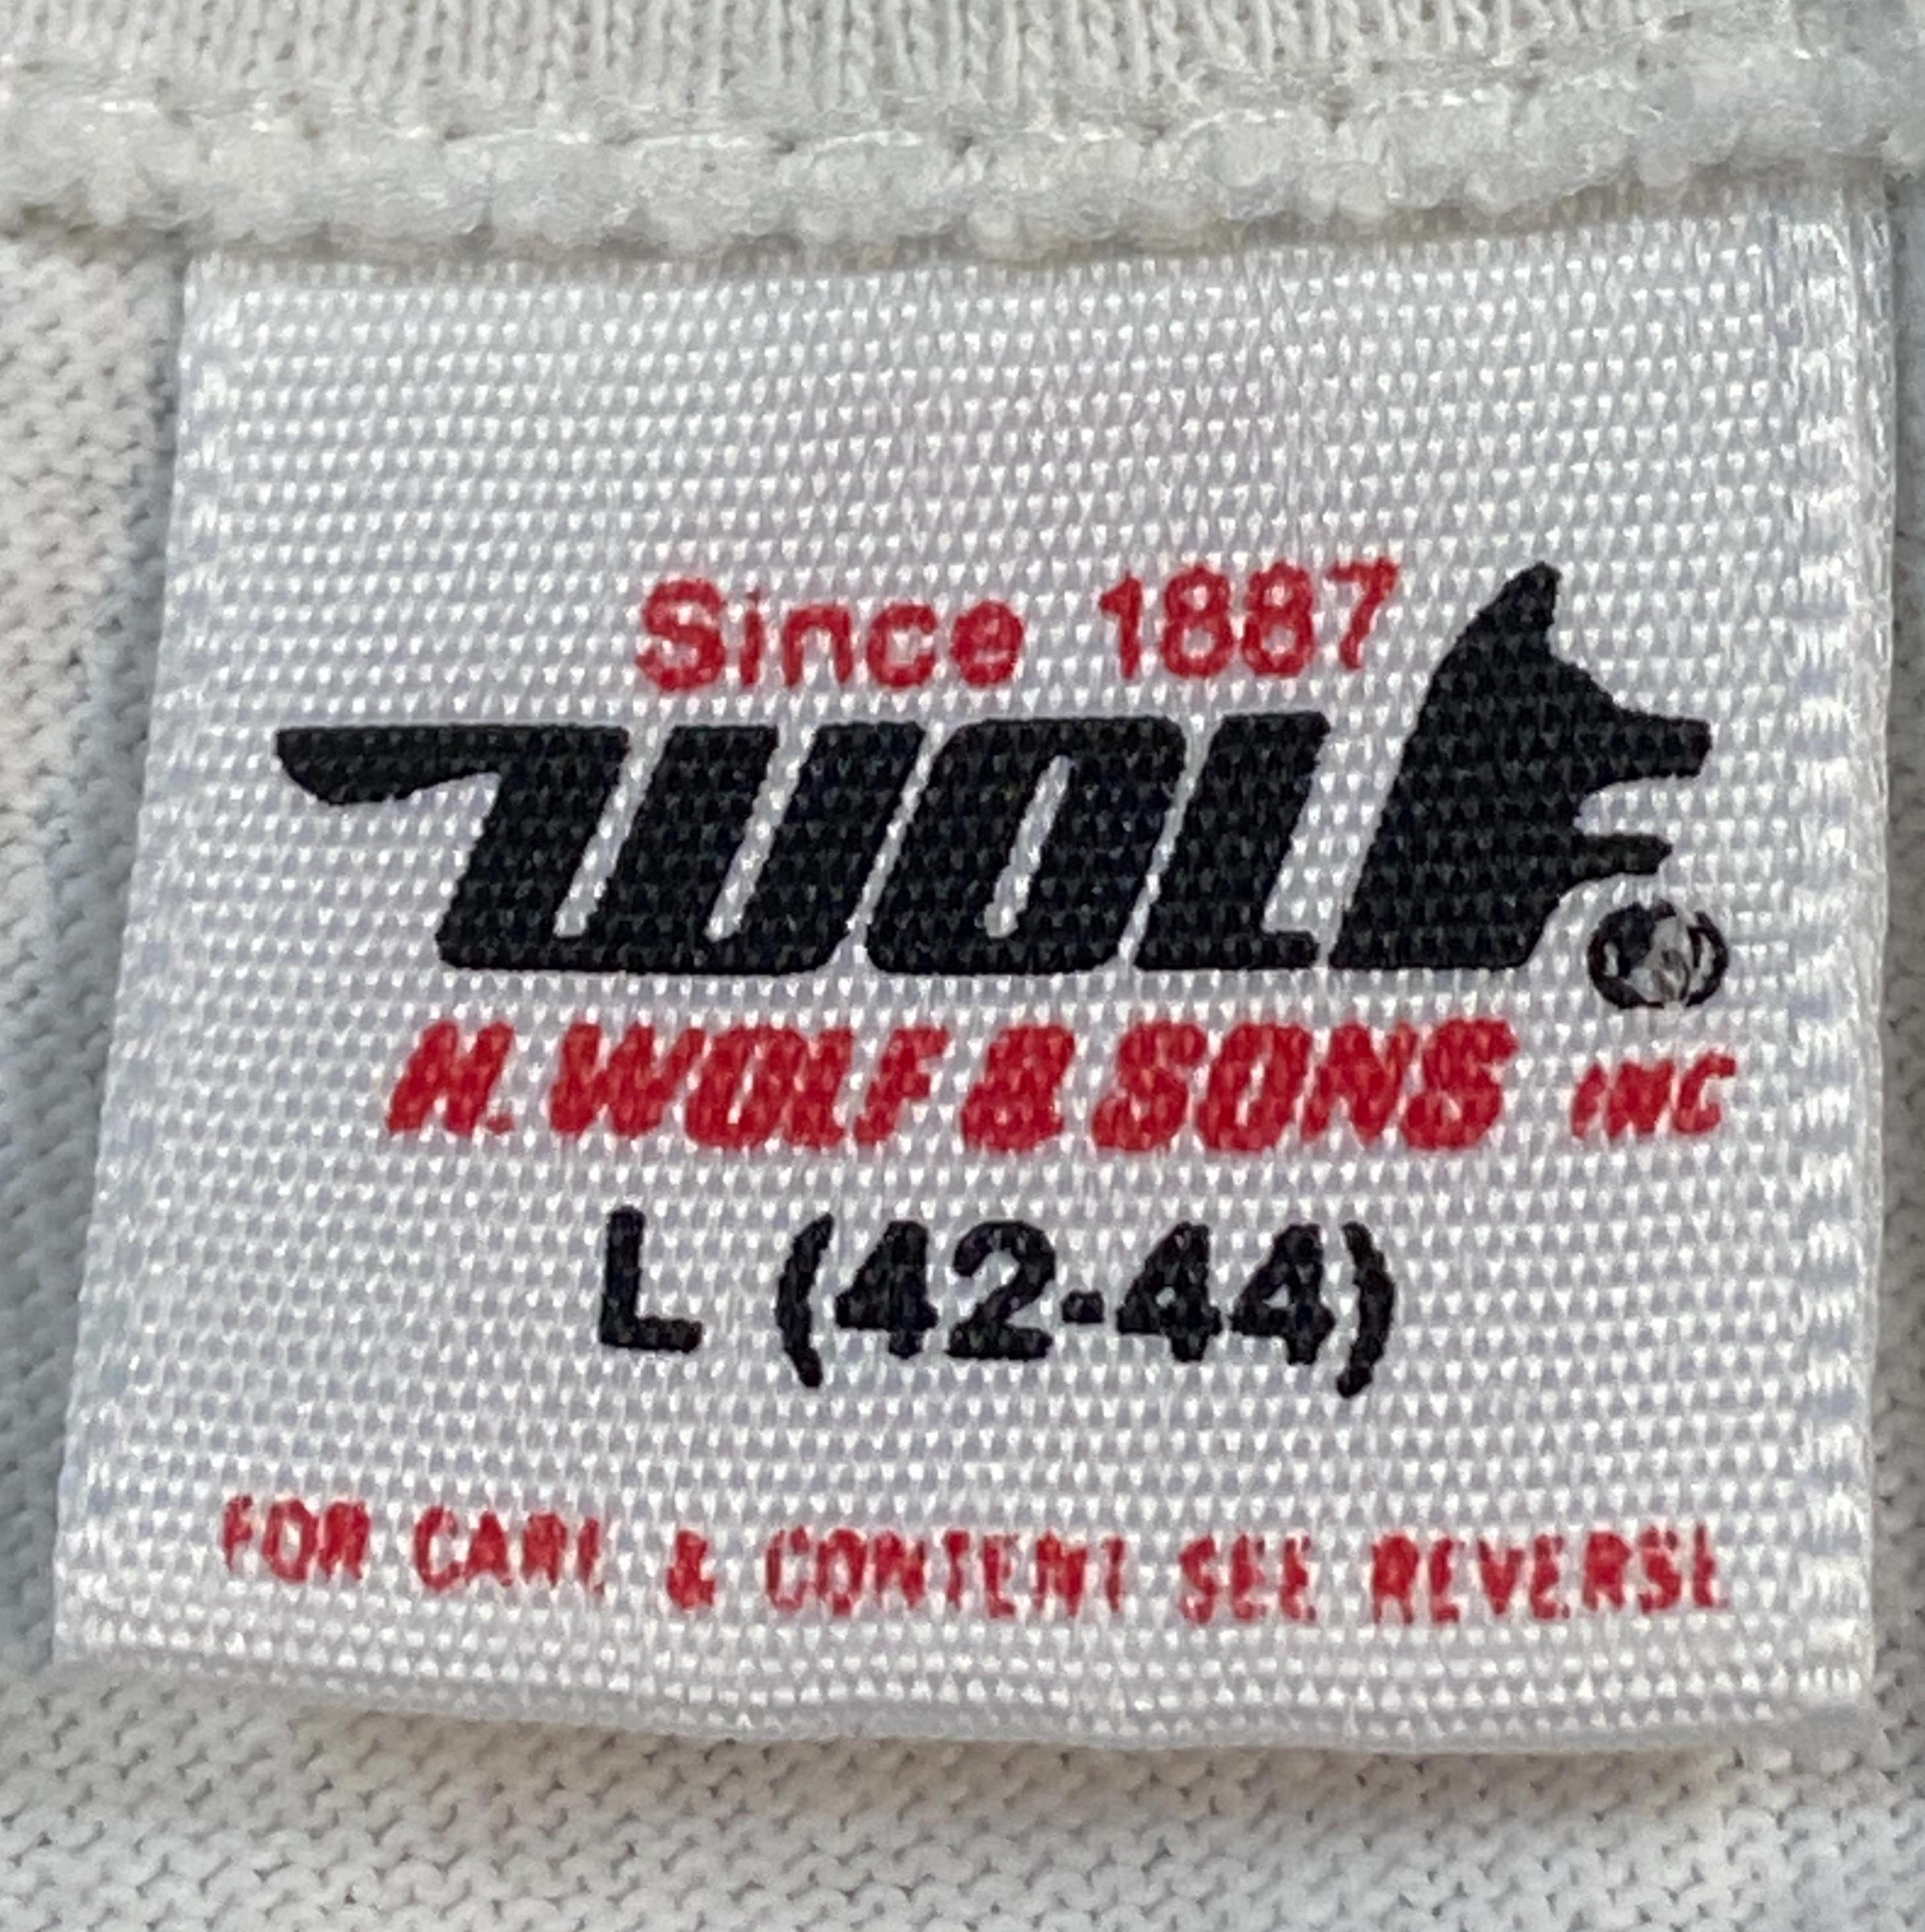 Since 1887
WOLF®
H. WOLF & SONS INC
L (42-44)
FOR CARE & CONTENT SEE REVERSE